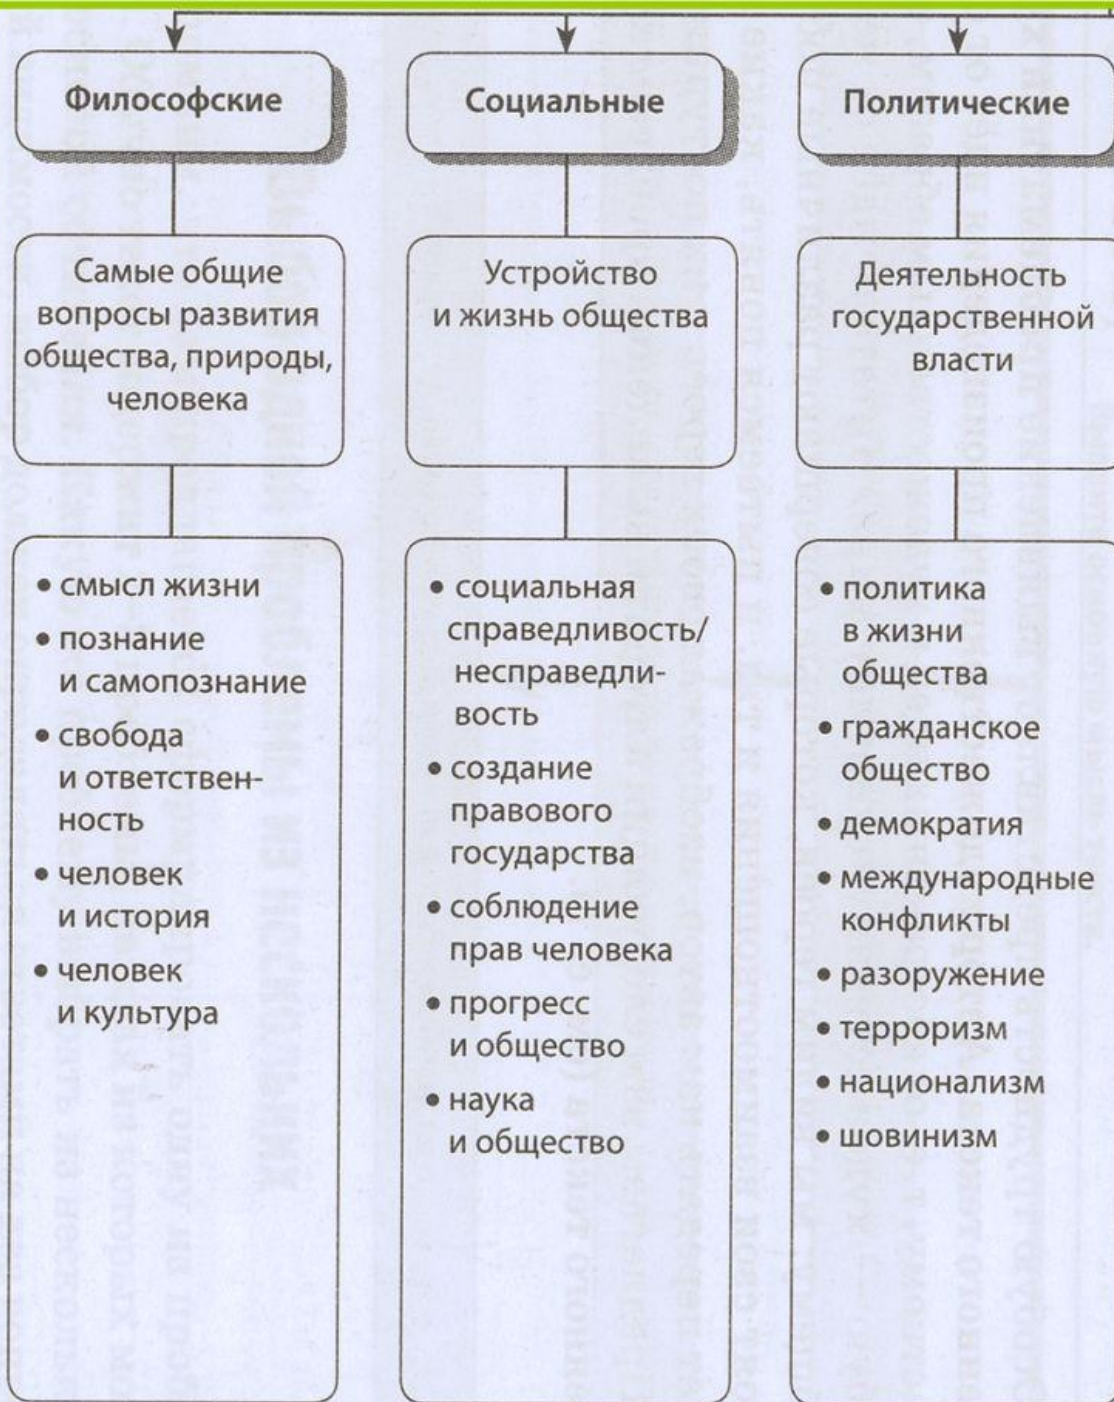 Философские
Самые общие
вопросы развития
общества, природы,
человека
• смысл жизни
• познание
и самопознание
• свобода
и ответствен-
ность
• человек
и история
• человек
и культура
Социальные
Устройство
и жизнь общества
• социальная
справедливость/
несправедли-
вость
• создание
правового
государства
• соблюдение
прав человека
• прогресс
и общество
• наука
и общество
Политические
Деятельность
государственной
власти
• политика
в жизни
общества
• гражданское
общество
• демократия
• международные
конфликты
• разоружение
• терроризм
• национализм
• шовинизм